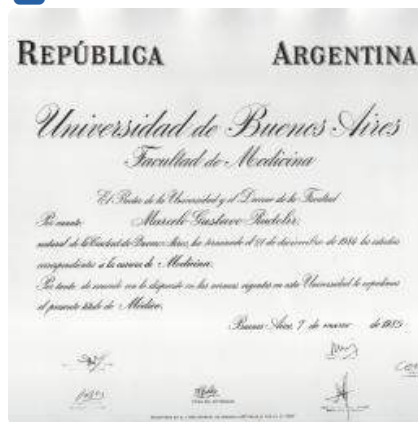 REPÚBLICA ARGENTINA
Universidad de Buenos Aires
Facultad de Medicina
El Rector de la Universidad y el Decano de la Facultad
Por cuanto Marcelo Gustavo
natural de la Ciudad de Buenos Aires, ha terminado el de diciembre de 1984 los estudios
correspondientes a la carrera de Medicina;
Por tanto, de acuerdo con lo dispuesto en las normas vigentes en esta Universidad le expedimos
el presente título de Médico.
Buenos Aires, 7 de marzo de 1985